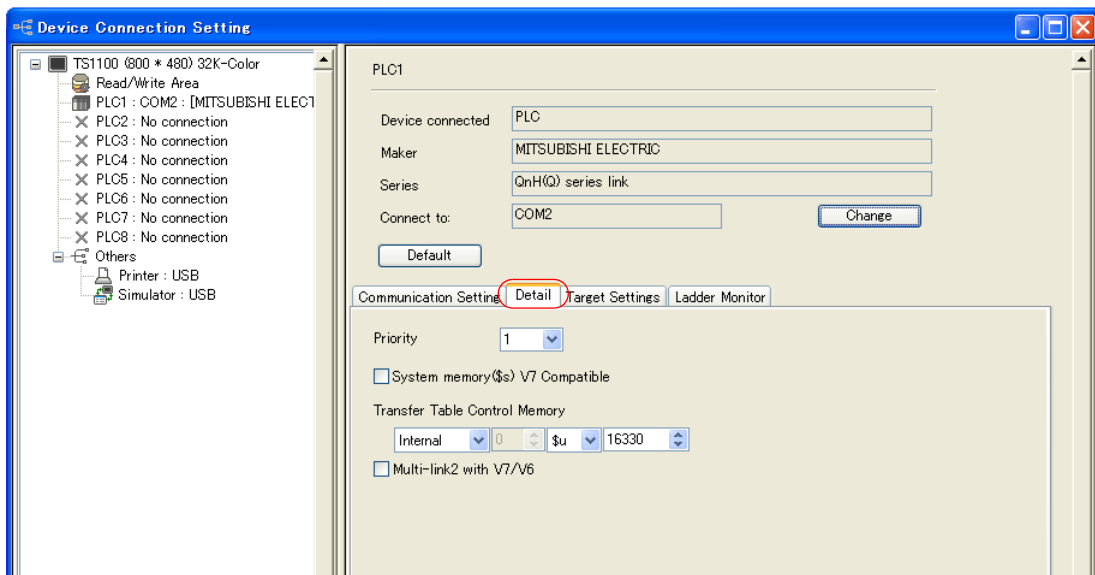 Device Connection Setting
TS1100 (800 * 480) 32K-Color
Read/Write Area
PLC1 : COM2 : [MITSUBISHI ELECT
PLC2 : No connection
PLC3 : No connection
PLC4 : No connection
PLC5 : No connection
PLC6 : No connection
PLC7 : No connection
PLC8 : No connection
Others
Printer : USB
Simulator : USB
PLC1
Device connected PLC
Maker MITSUBISHI ELECTRIC
Series QnH(Q) series link
Connect to: COM2 Change
Default
Communication Setting Detail Target Settings Ladder Monitor
Priority 1
System memory($s) V7 Compatible
Transfer Table Control Memory
Internal 0 $u 16330
Multi-link2 with V7/V6